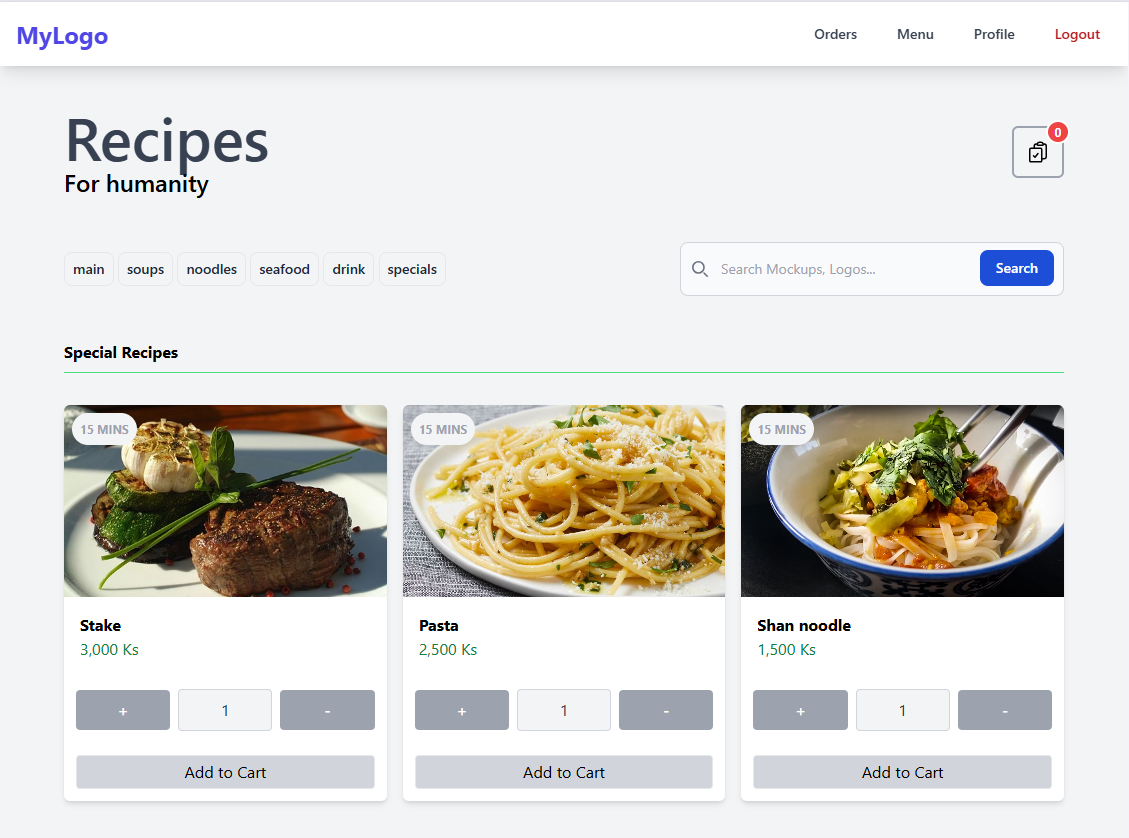 MyLogo
Orders Menu Profile Logout
Recipes
0
For humanity
main soups noodles seafood drink specials
Search Mockups, Logos... Search
Special Recipes
15 MINS 15 MINS 15 MINS
Stake Pasta Shan noodle
3,000 Ks 2,500 Ks 1,500 Ks
+ 1 - + 1 - + 1 -
Add to Cart Add to Cart Add to Cart